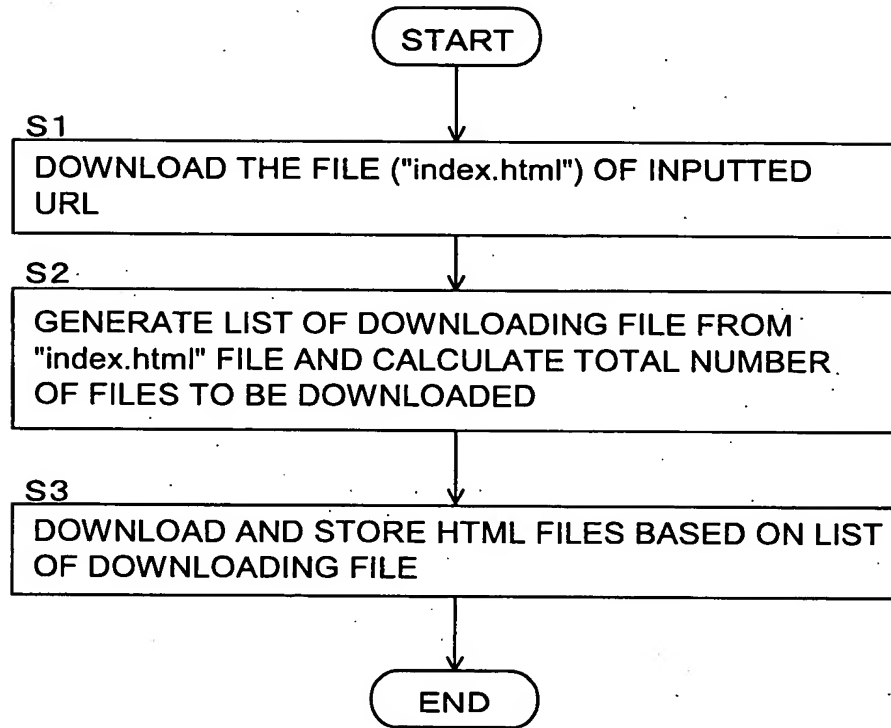 START
S1
DOWNLOAD THE FILE ("index.html") OF INPUTTED
URL
S2
GENERATE LIST OF DOWNLOADING FILE FROM
"index.html" FILE AND CALCULATE TOTAL NUMBER
OF FILES TO BE DOWNLOADED
S3
DOWNLOAD AND STORE HTML FILES BASED ON LIST
OF DOWNLOADING FILE
END